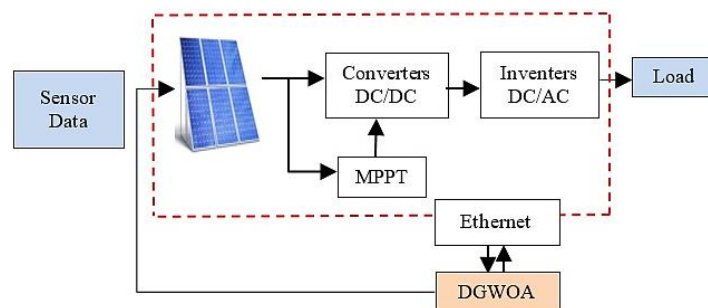 Sensor
Data
Converters
DC/DC
Inventers
DC/AC
Load
MPPT
Ethernet
DGWOA